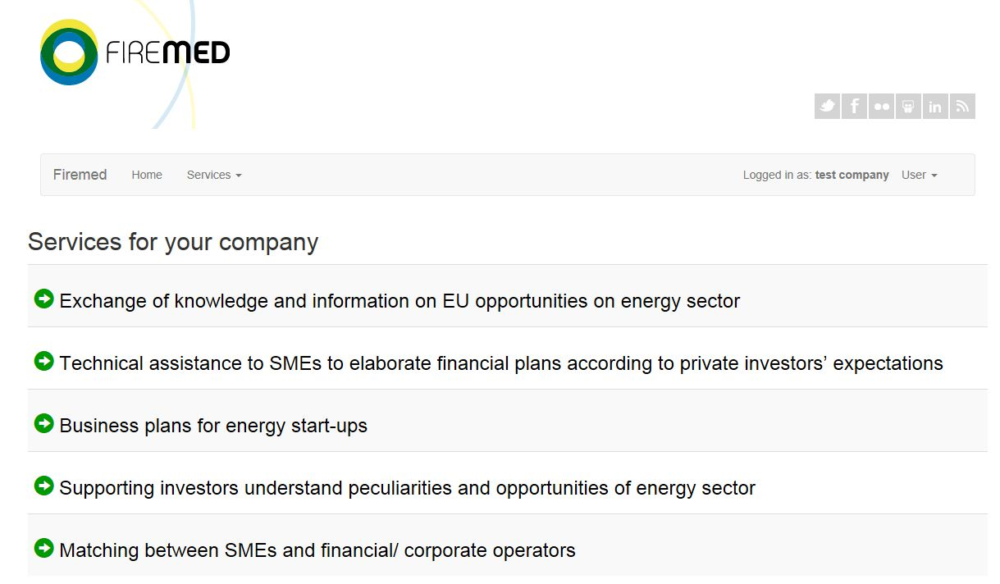 FIREMED
Firemed Home Services Logged in as: test company User
Services for your company
Exchange of knowledge and information on EU opportunities on energy sector
Technical assistance to SMEs to elaborate financial plans according to private investors’ expectations
Business plans for energy start-ups
Supporting investors understand peculiarities and opportunities of energy sector
Matching between SMEs and financial/ corporate operators